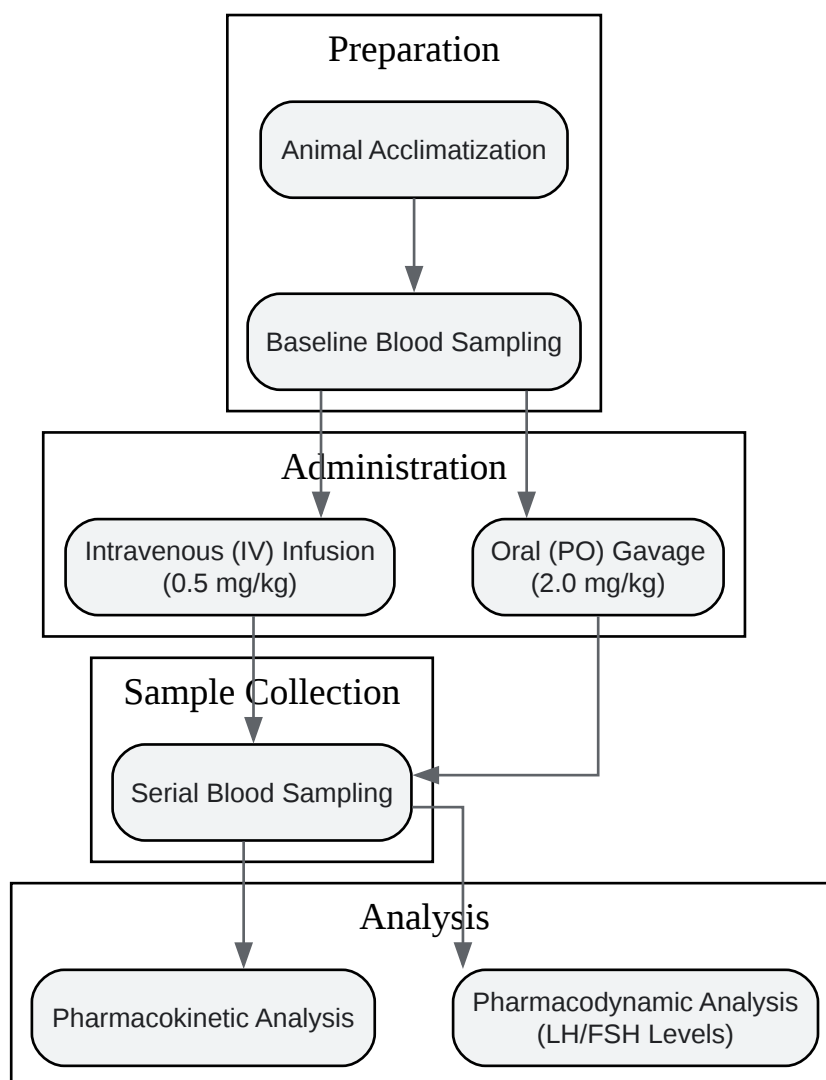 Preparation
Animal Acclimatization
Baseline Blood Sampling
Administration
Intravenous (IV) Infusion
(0.5 mg/kg)
Oral (PO) Gavage
(2.0 mg/kg)
Sample Collection
Serial Blood Sampling
Analysis
Pharmacokinetic Analysis
Pharmacodynamic Analysis
(LH/FSH Levels)